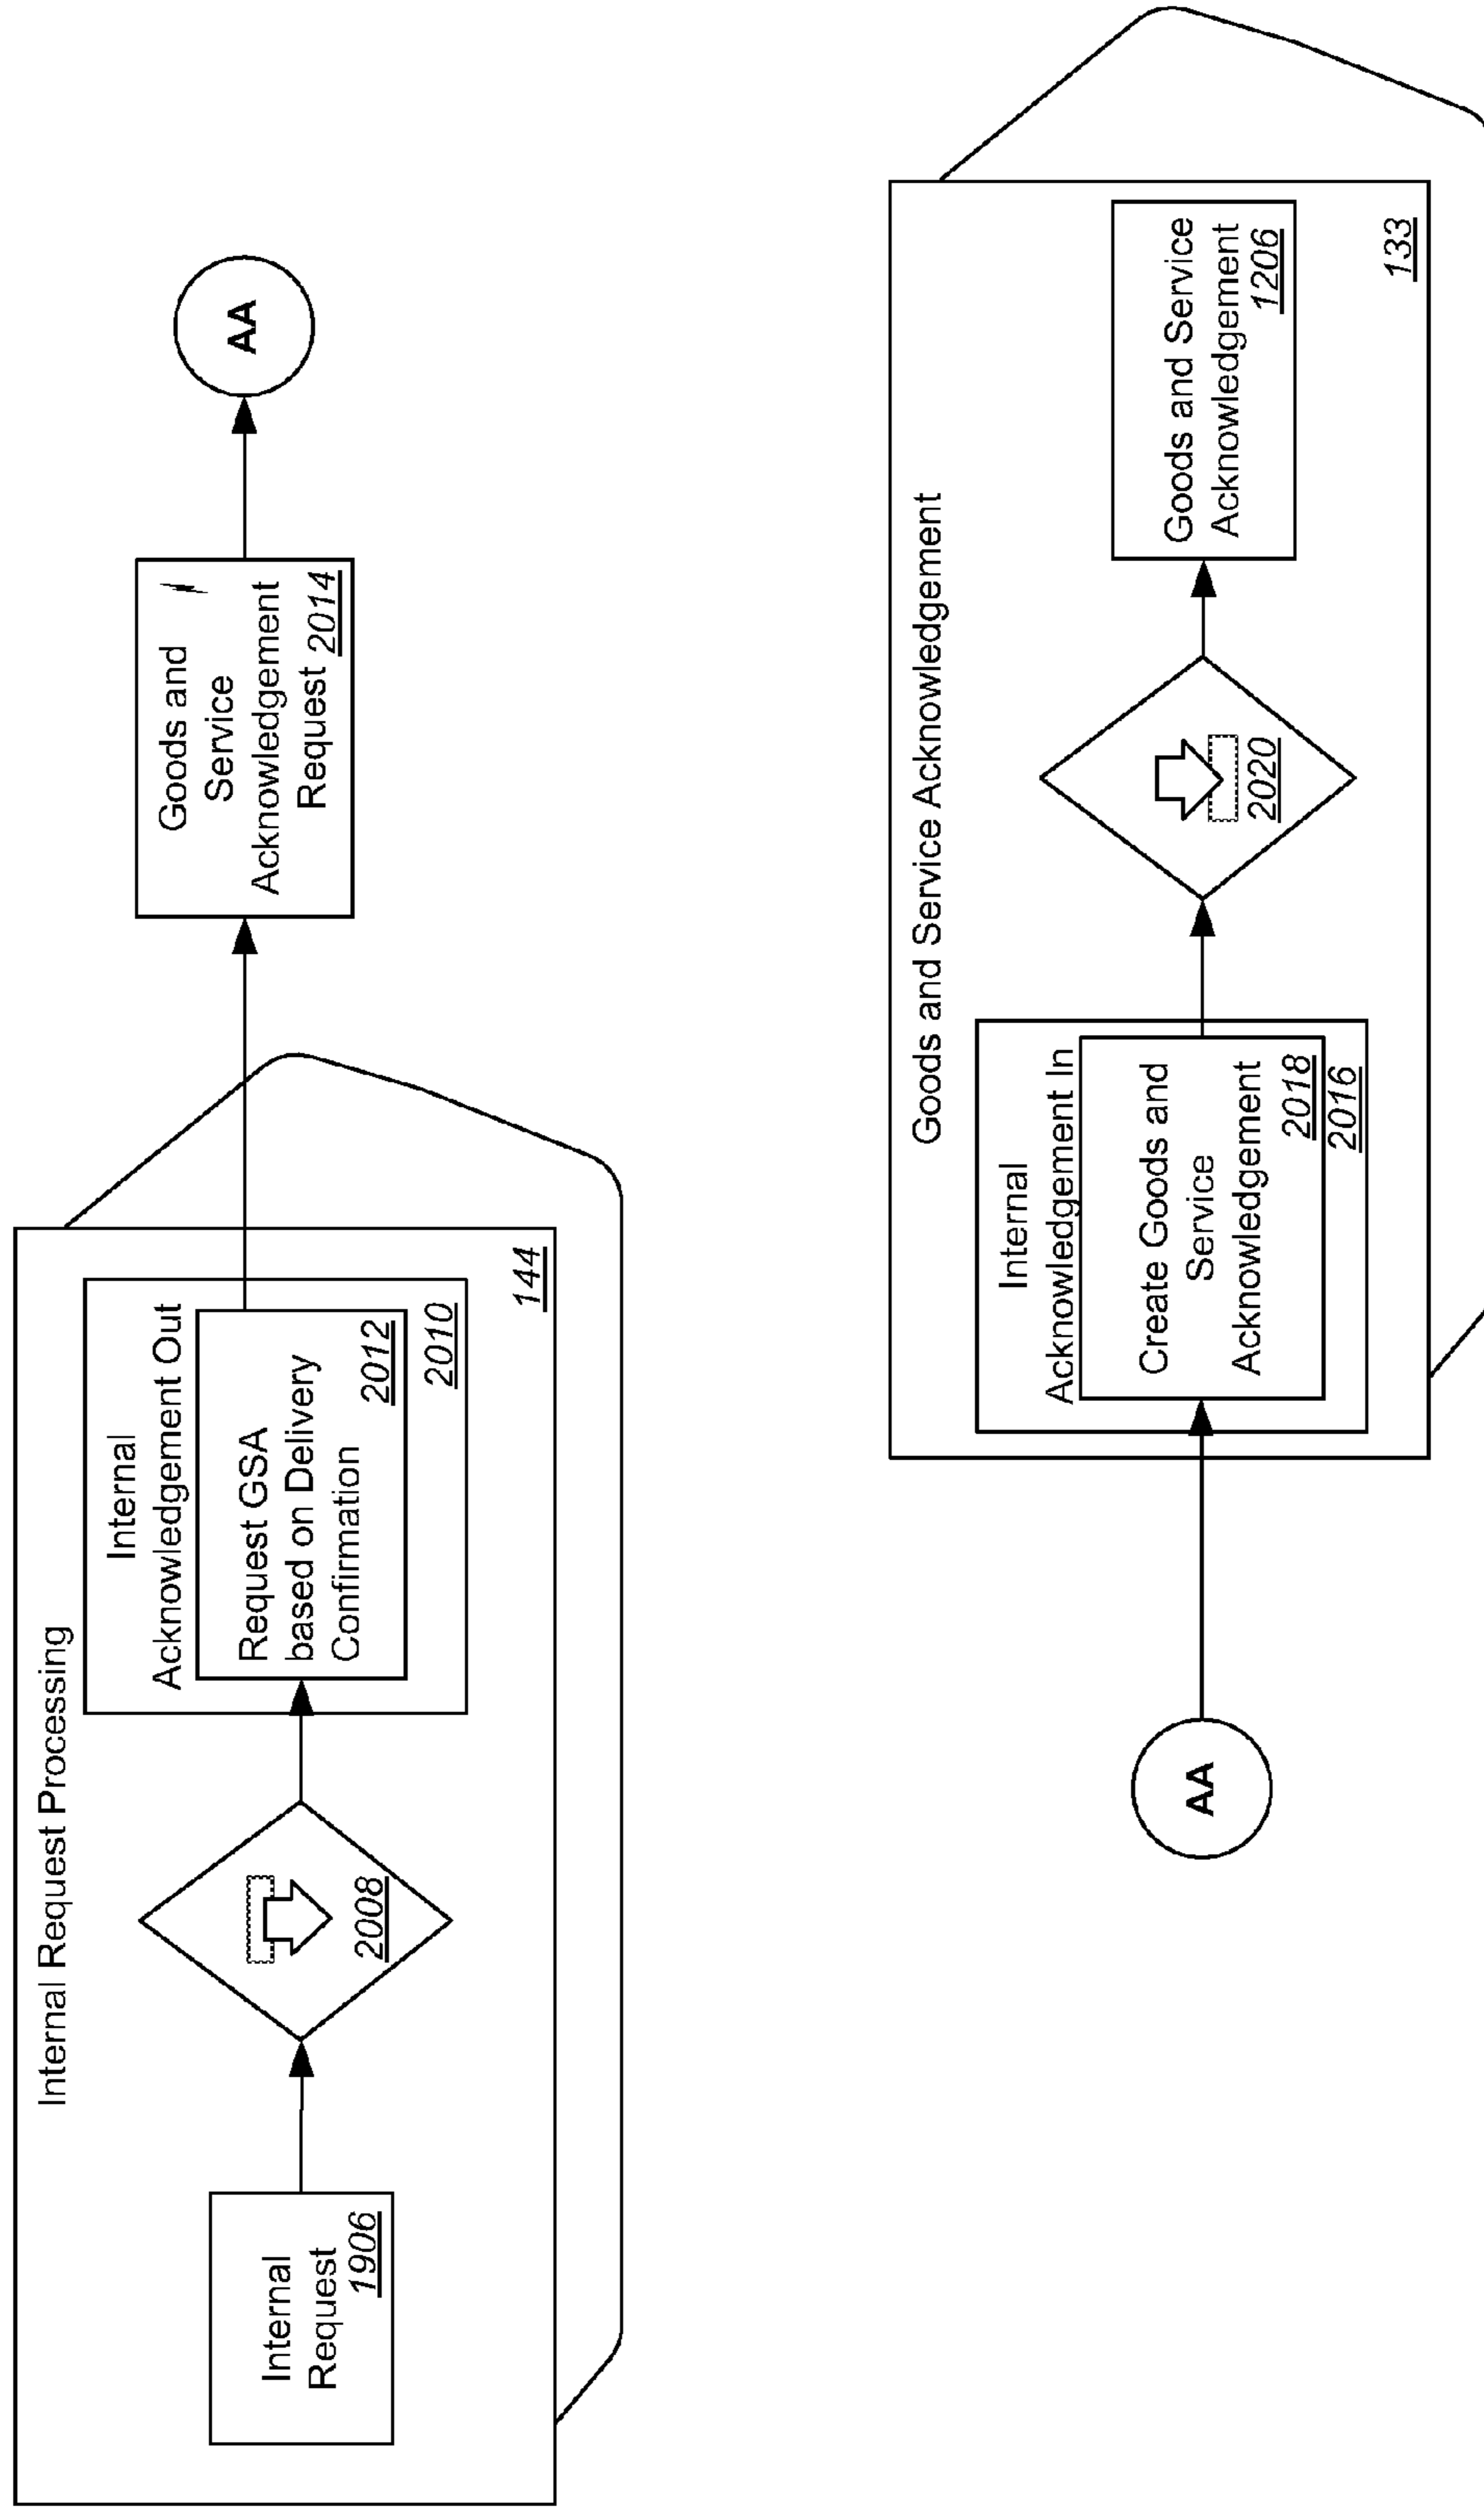 Internal Request Processing
Internal
Request
1906
2008
Internal
Acknowledgement Out
Request GSA
based on Delivery
Confirmation
2012
2010
144
Goods and
Service
Acknowledgement
Request 2014
AA
AA
Goods and Service Acknowledgement
Internal
Acknowledgement In
Create Goods and
Service
Acknowledgement
2018
2016
2020
Goods and Service
Acknowledgement
1206
133